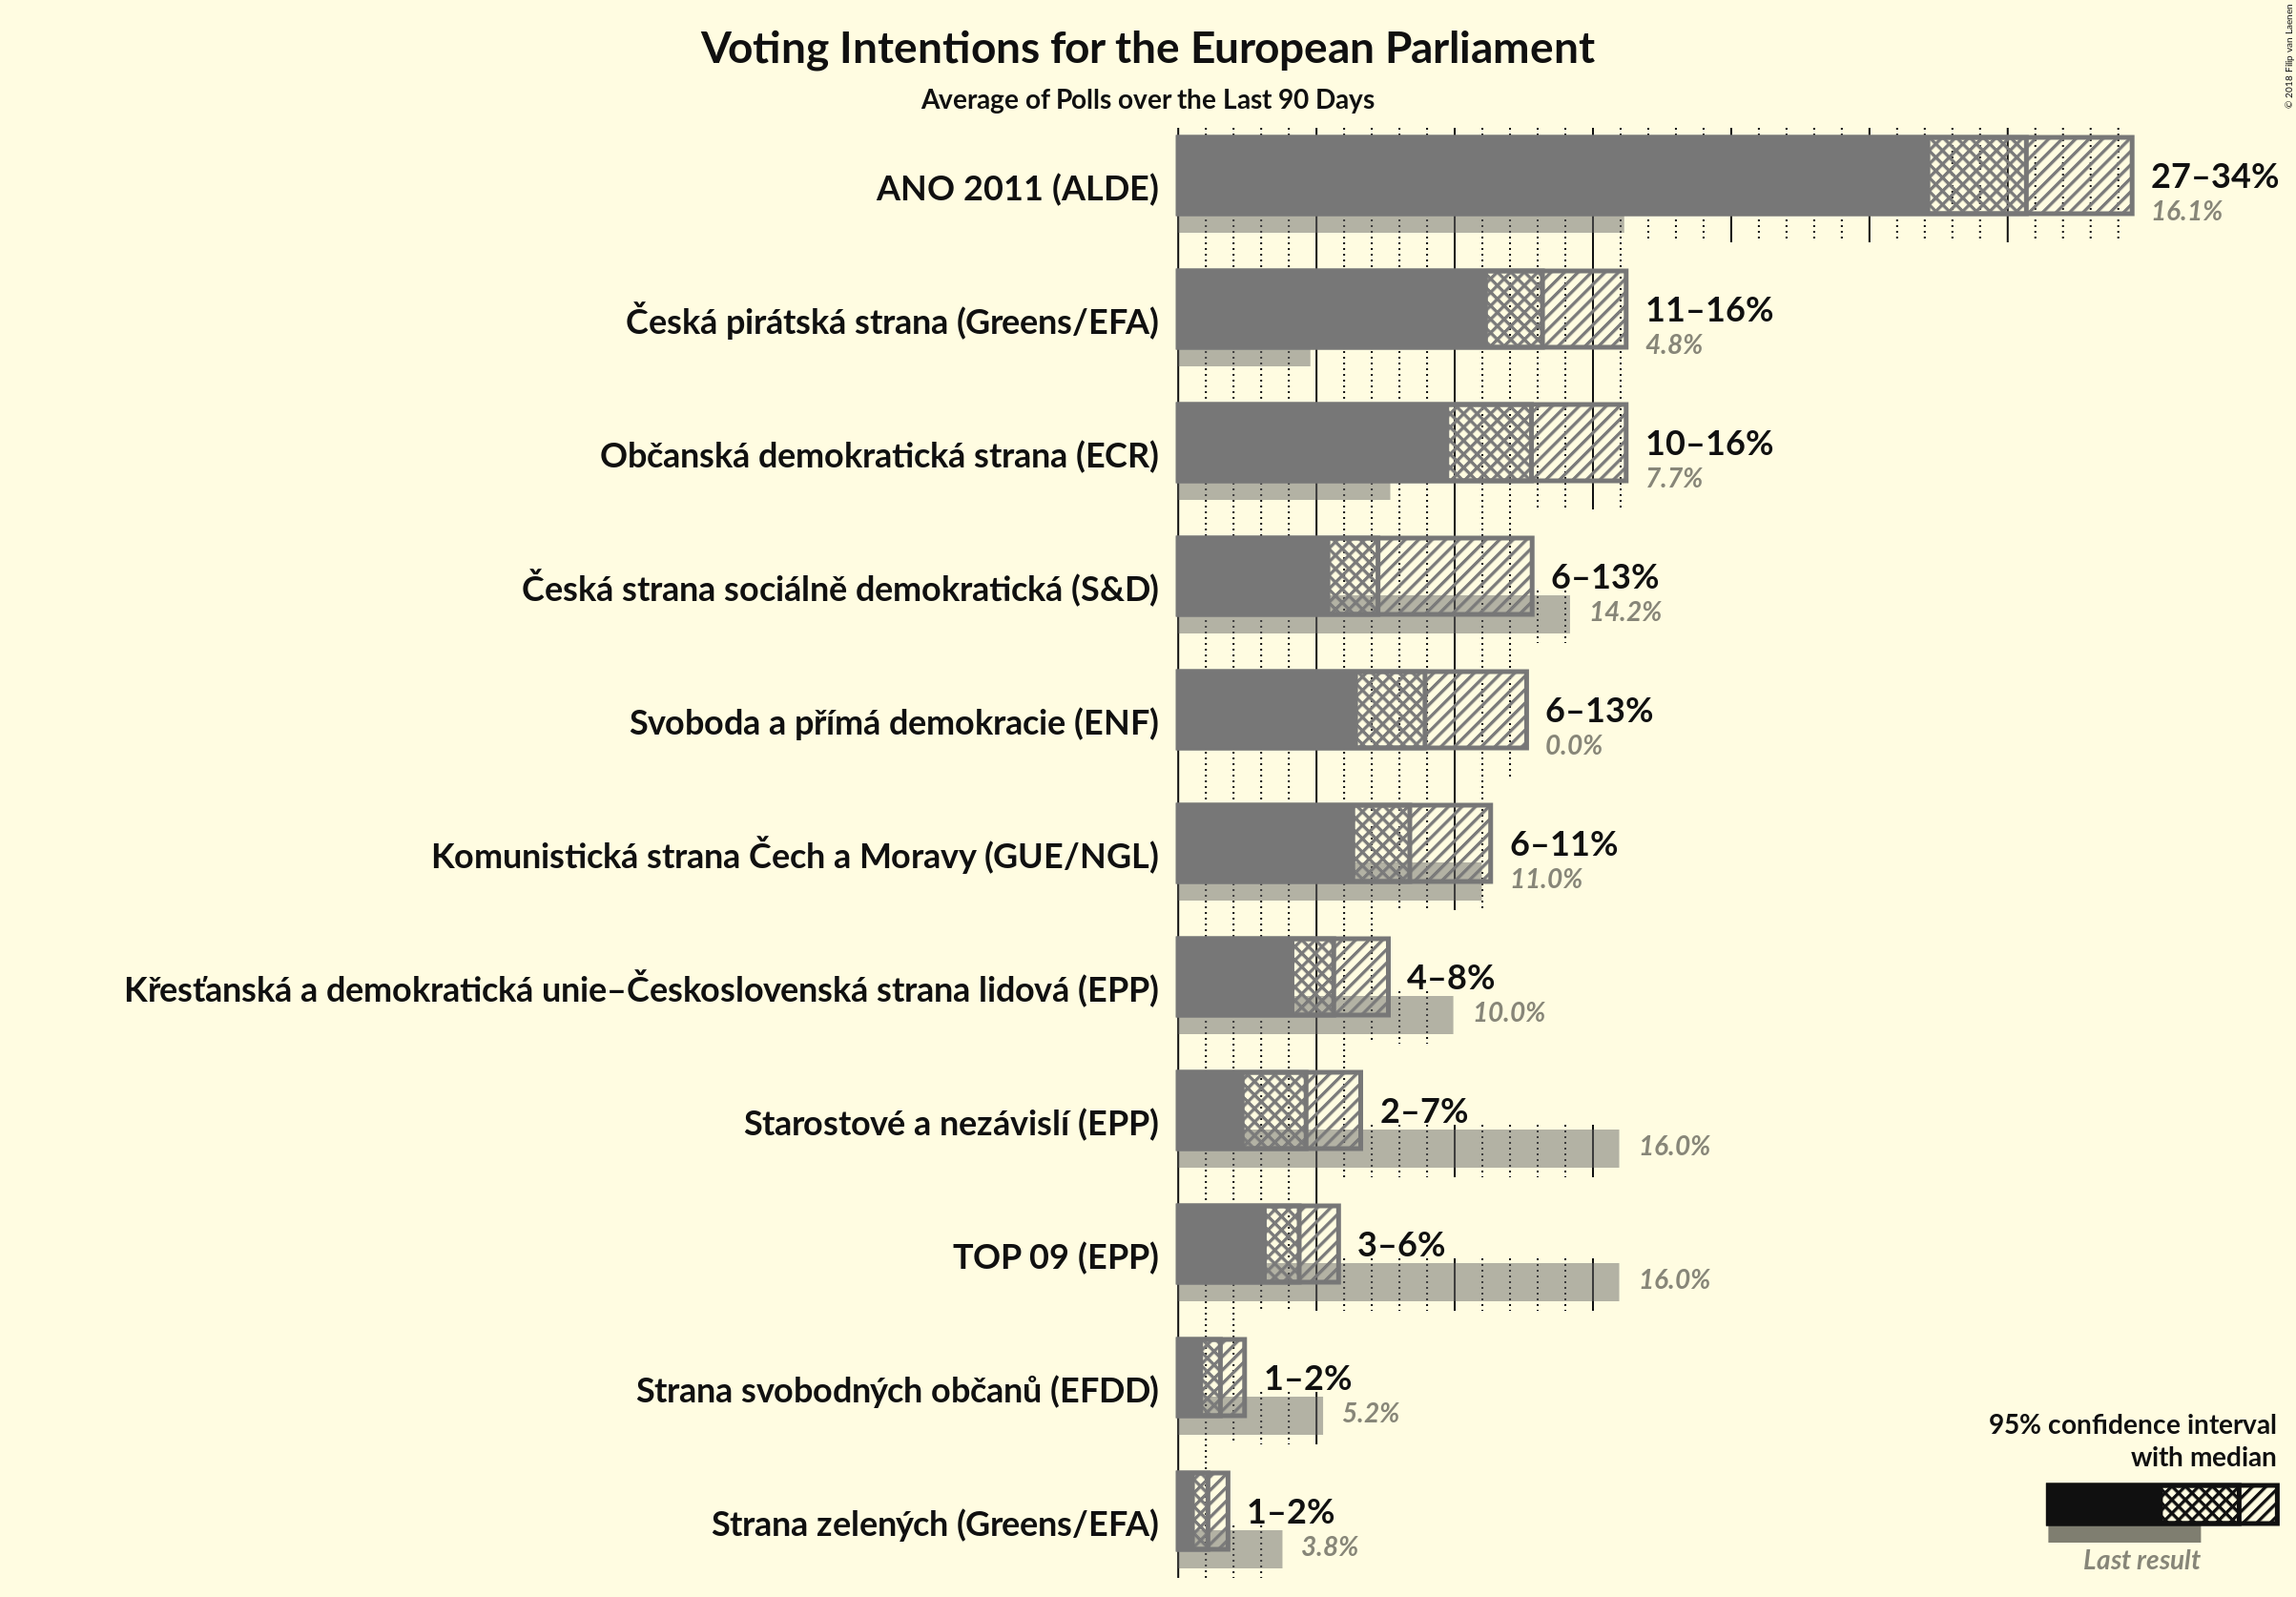 © 2018 Filip van Laenen
Voting Intentions for the European Parliament
Average of Polls over the Last 90 Days
ANO 2011 (ALDE)
27–34%
16.1%
Česká pirátská strana (Greens/EFA)
11–16%
4.8%
Občanská demokratická strana (ECR)
10–16%
7.7%
Česká strana sociálně demokratická (S&D)
6–13%
14.2%
Svoboda a přímá demokracie (ENF)
6–13%
0.0%
Komunistická strana Čech a Moravy (GUE/NGL)
6–11%
11.0%
Křesťanská a demokratická unie–Československá strana lidová (EPP)
4–8%
10.0%
Starostové a nezávislí (EPP)
2–7%
16.0%
TOP 09 (EPP)
3–6%
16.0%
Strana svobodných občanů (EFDD)
1–2%
5.2%
Strana zelených (Greens/EFA)
1–2%
3.8%
95% confidence interval
with median
Last result